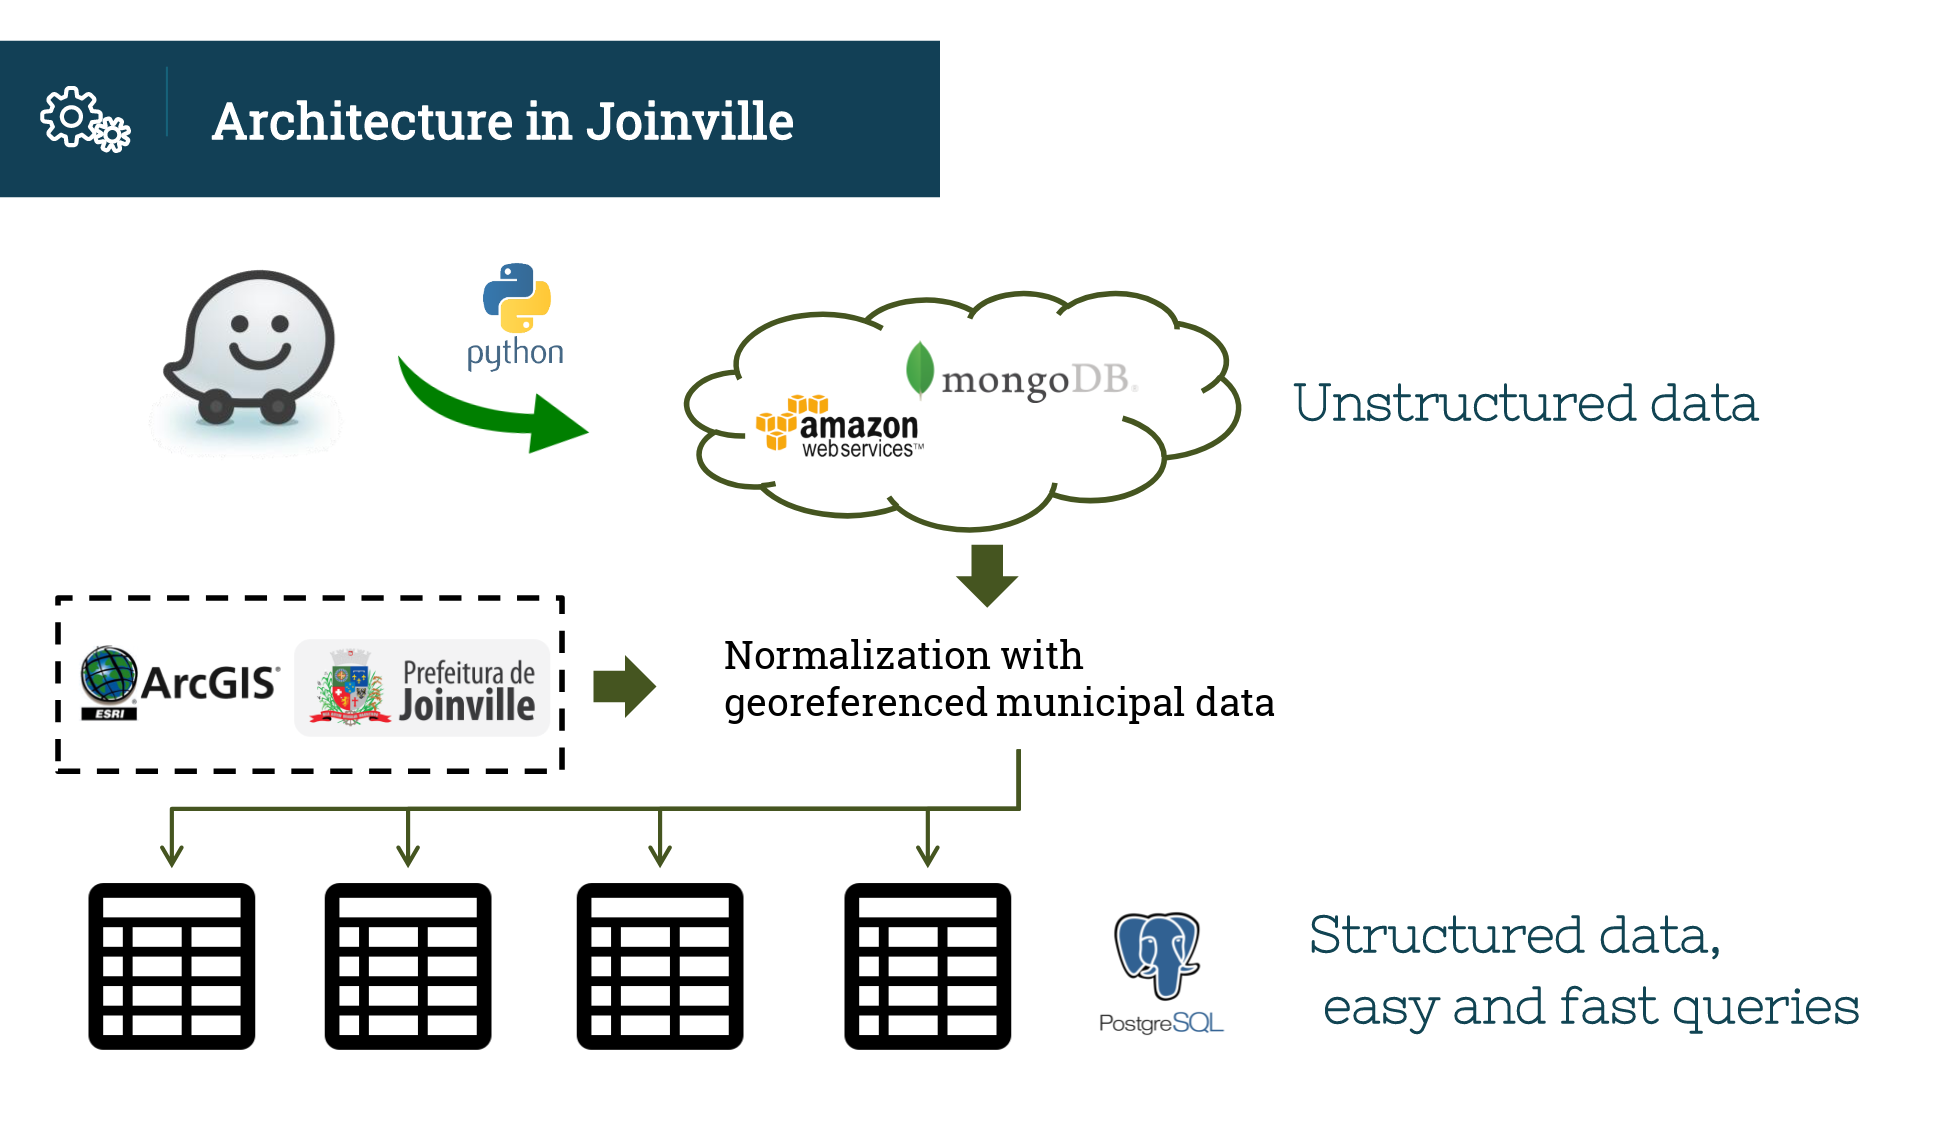 Architecture in Joinville
python
mongoDB®
amazon
webservices™
Unstructured data
ArcGIS®
ESRI
Prefeitura de
Joinville
Normalization with
georeferenced municipal data
PostgreSQL
Structured data,
easy and fast queries